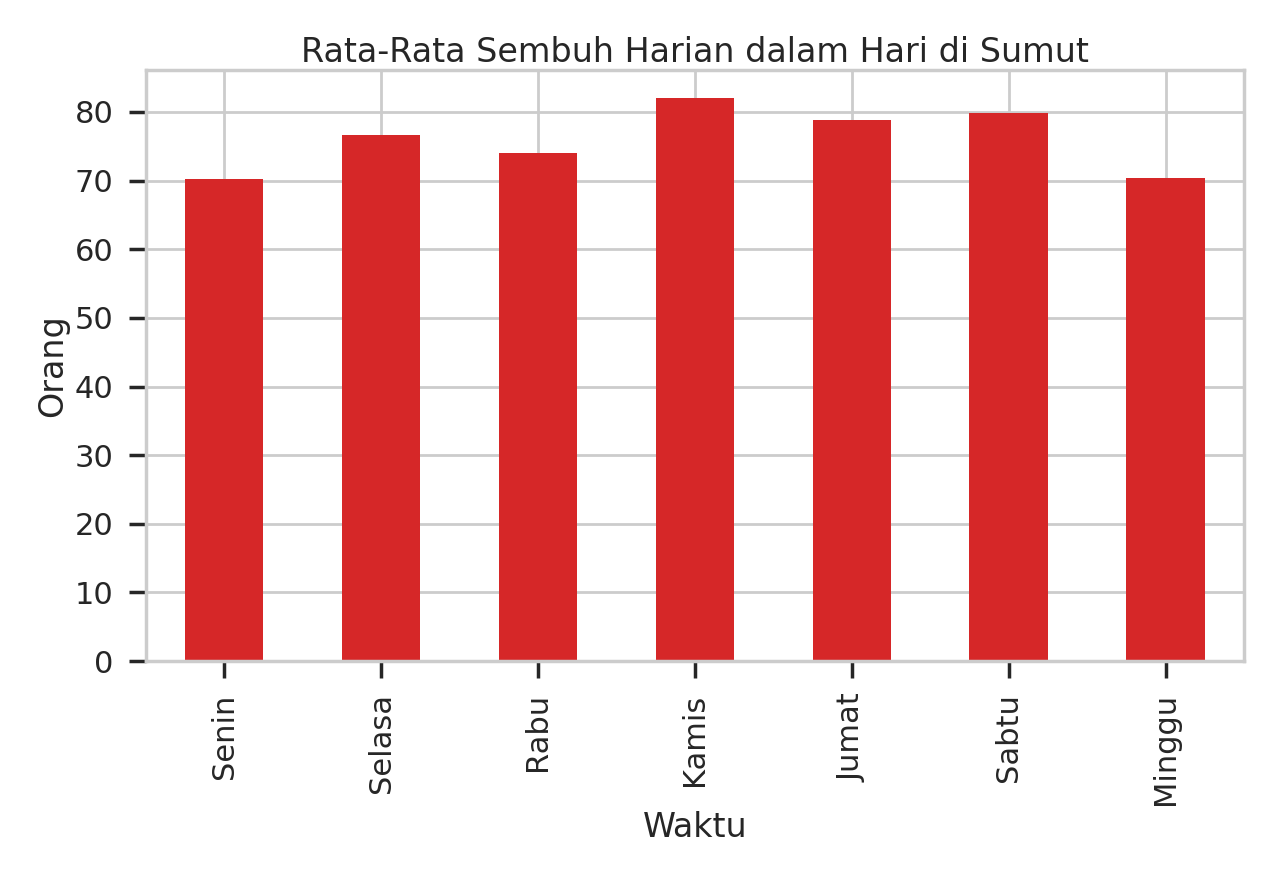 Rata-Rata Sembuh Harian dalam Hari di Sumut
80
70
60
50
40
30
20
10
0
Orang
Senin
Selasa
Rabu
Kamis
Jumat
Sabtu
Minggu
Waktu